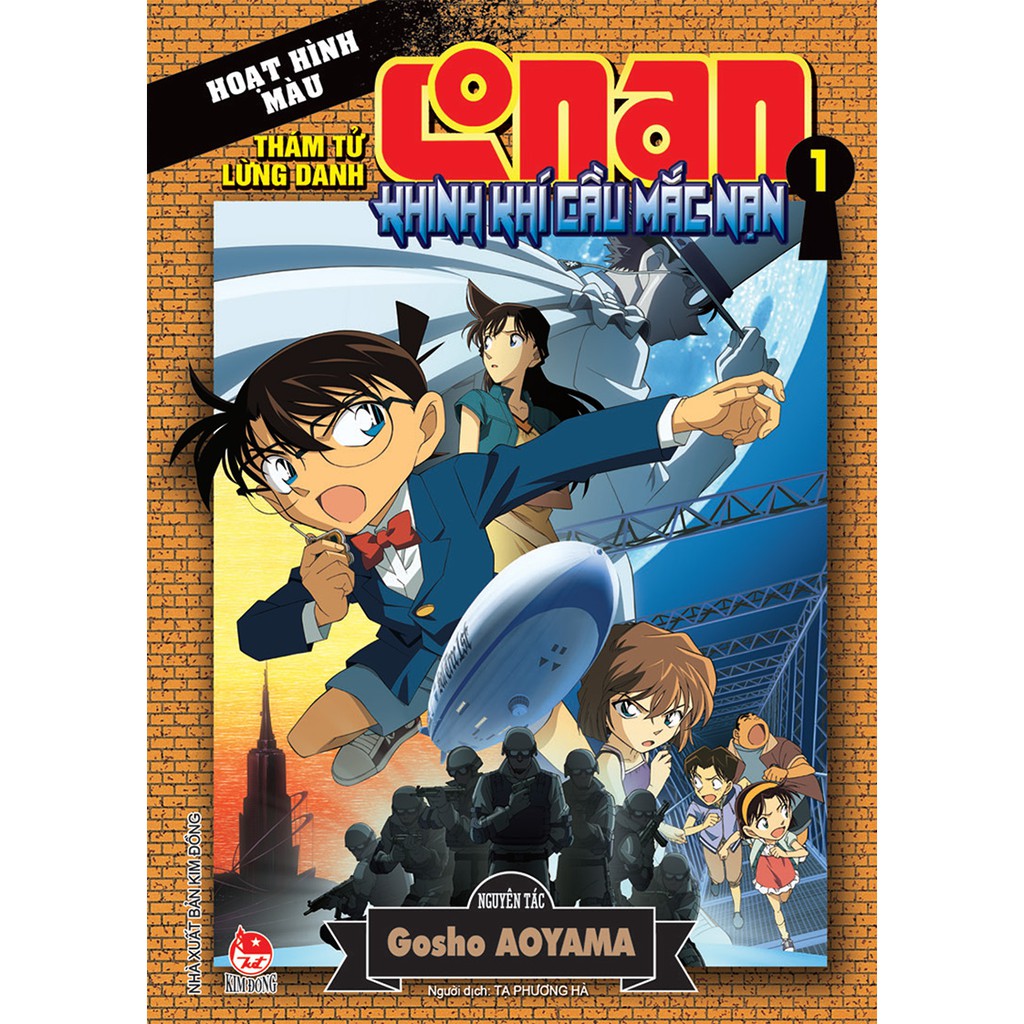 HOẠT HÌNH
MÀU
THÁM TỬ
LỪNG DANH
CONAN
1
KHINH KHÍ CẦU MẮC NẠN
NHÀ XUẤT BẢN KIM ĐỒNG
KIM ĐỒNG
NGUYÊN TÁC
Gosho AOYAMA
Người dịch: TẠ PHƯƠNG HÀ